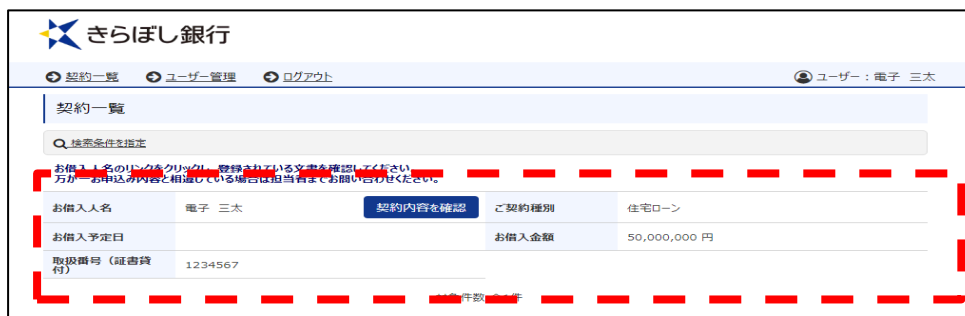 きらぼし銀行
契約一覧 ユーザー管理 ログアウト ユーザー：電子 三太
契約一覧
検索条件を指定
お借入人名のリンクをクリックし、登録されている文書を確認してください。
万が一お申込み内容と相違している場合は担当者までお問い合わせください。
お借入人名 電子 三太 契約内容を確認 ご契約種別 住宅ローン
お借入予定日 お借入金額 50,000,000 円
取扱番号（証書貸
付） 1234567
件数